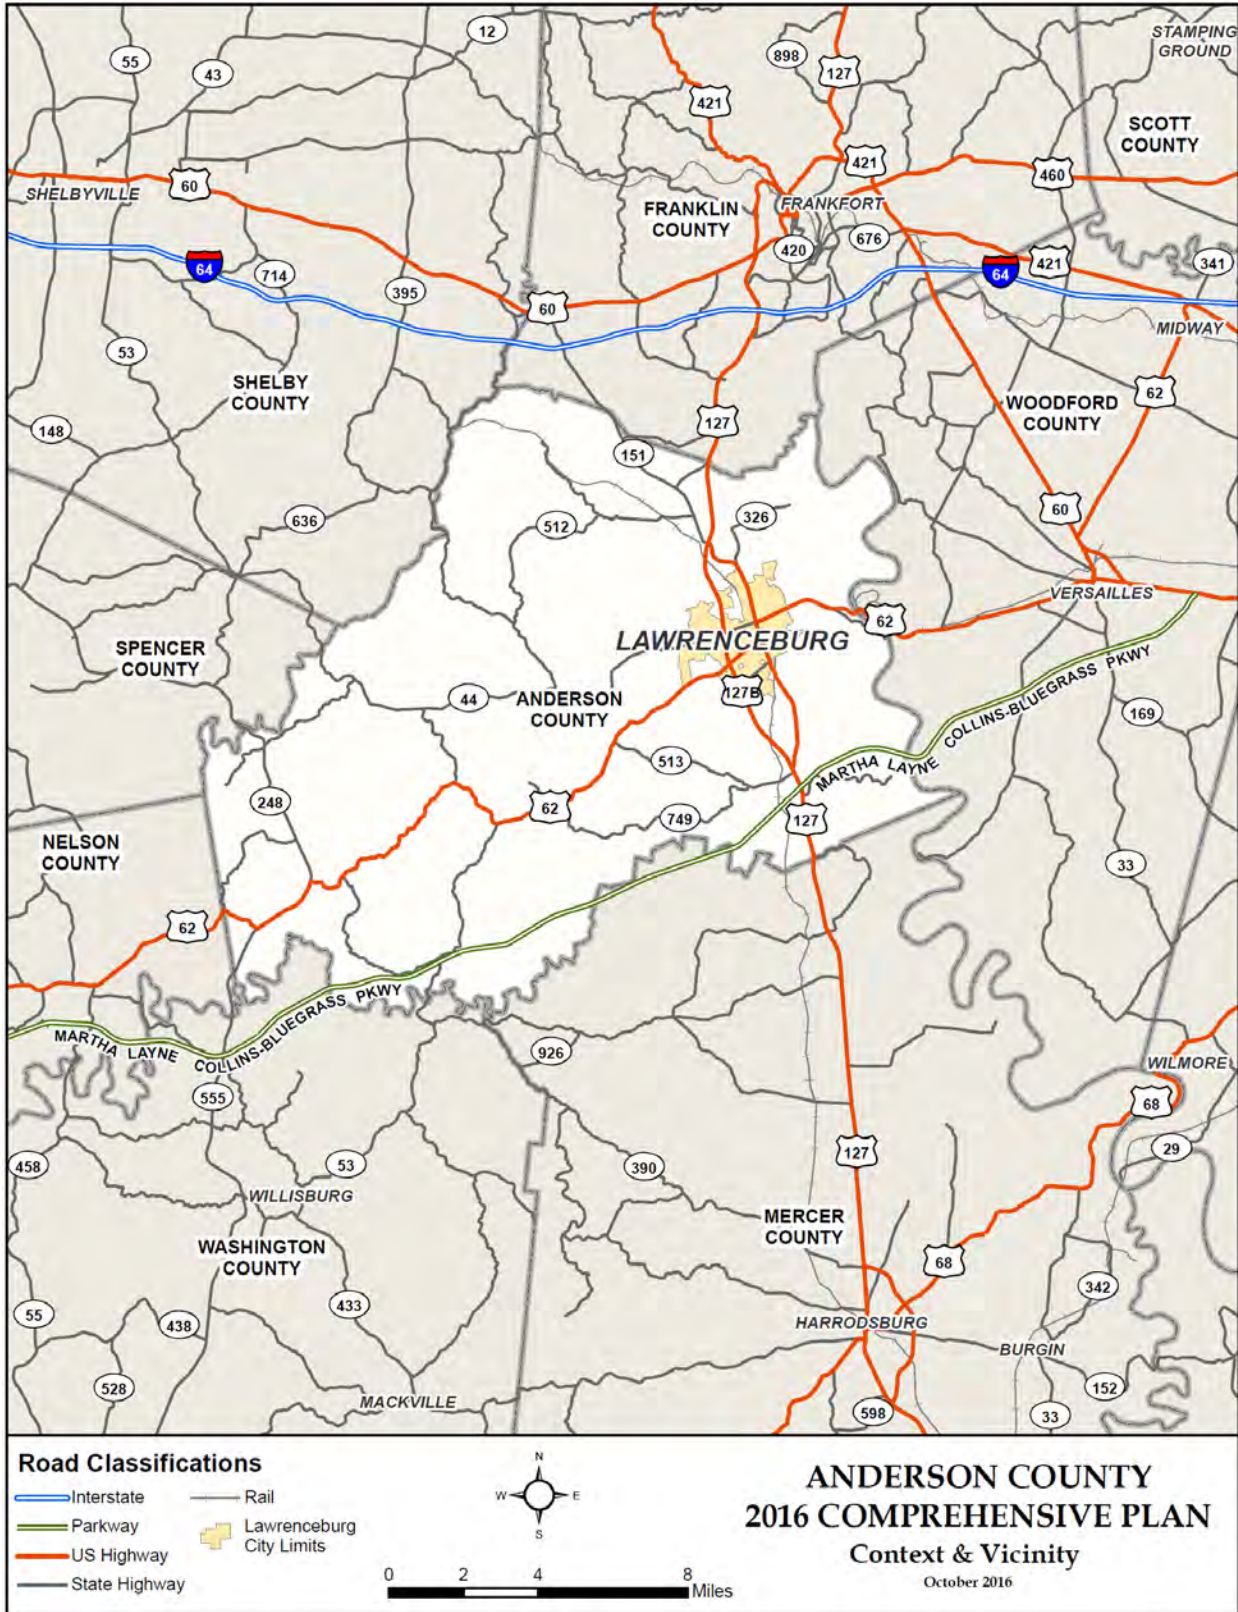 12
STAMPING
GROUND
55
43
898
127
421
SCOTT
COUNTY
421
460
60
SHELBYVILLE
FRANKLIN
COUNTY
FRANKFORT
676
420
64
714
395
64
421
341
60
MIDWAY
53
SHELBY
COUNTY
WOODFORD
COUNTY
62
127
148
151
60
636
512
326
VERSAILLES
62
LAWRENCEBURG
SPENCER
COUNTY
44
ANDERSON
COUNTY
127B
169
MARTHA LAYNE COLLINS-BLUEGRASS PKWY
513
248
62
749
127
NELSON
COUNTY
33
62
MARTHA LAYNE COLLINS-BLUEGRASS PKWY
926
WILMORE
555
68
458
53
390
127
29
WILLISBURG
MERCER
COUNTY
WASHINGTON
COUNTY
68
342
55
433
438
HARRODSBURG
BURGIN
528
MACKVILLE
152
598
33
Road Classifications
Interstate
Rail
Parkway
Lawrenceburg
City Limits
US Highway
State Highway
N
W
E
S
0 2 4 8
Miles
ANDERSON COUNTY
2016 COMPREHENSIVE PLAN
Context & Vicinity
October 2016